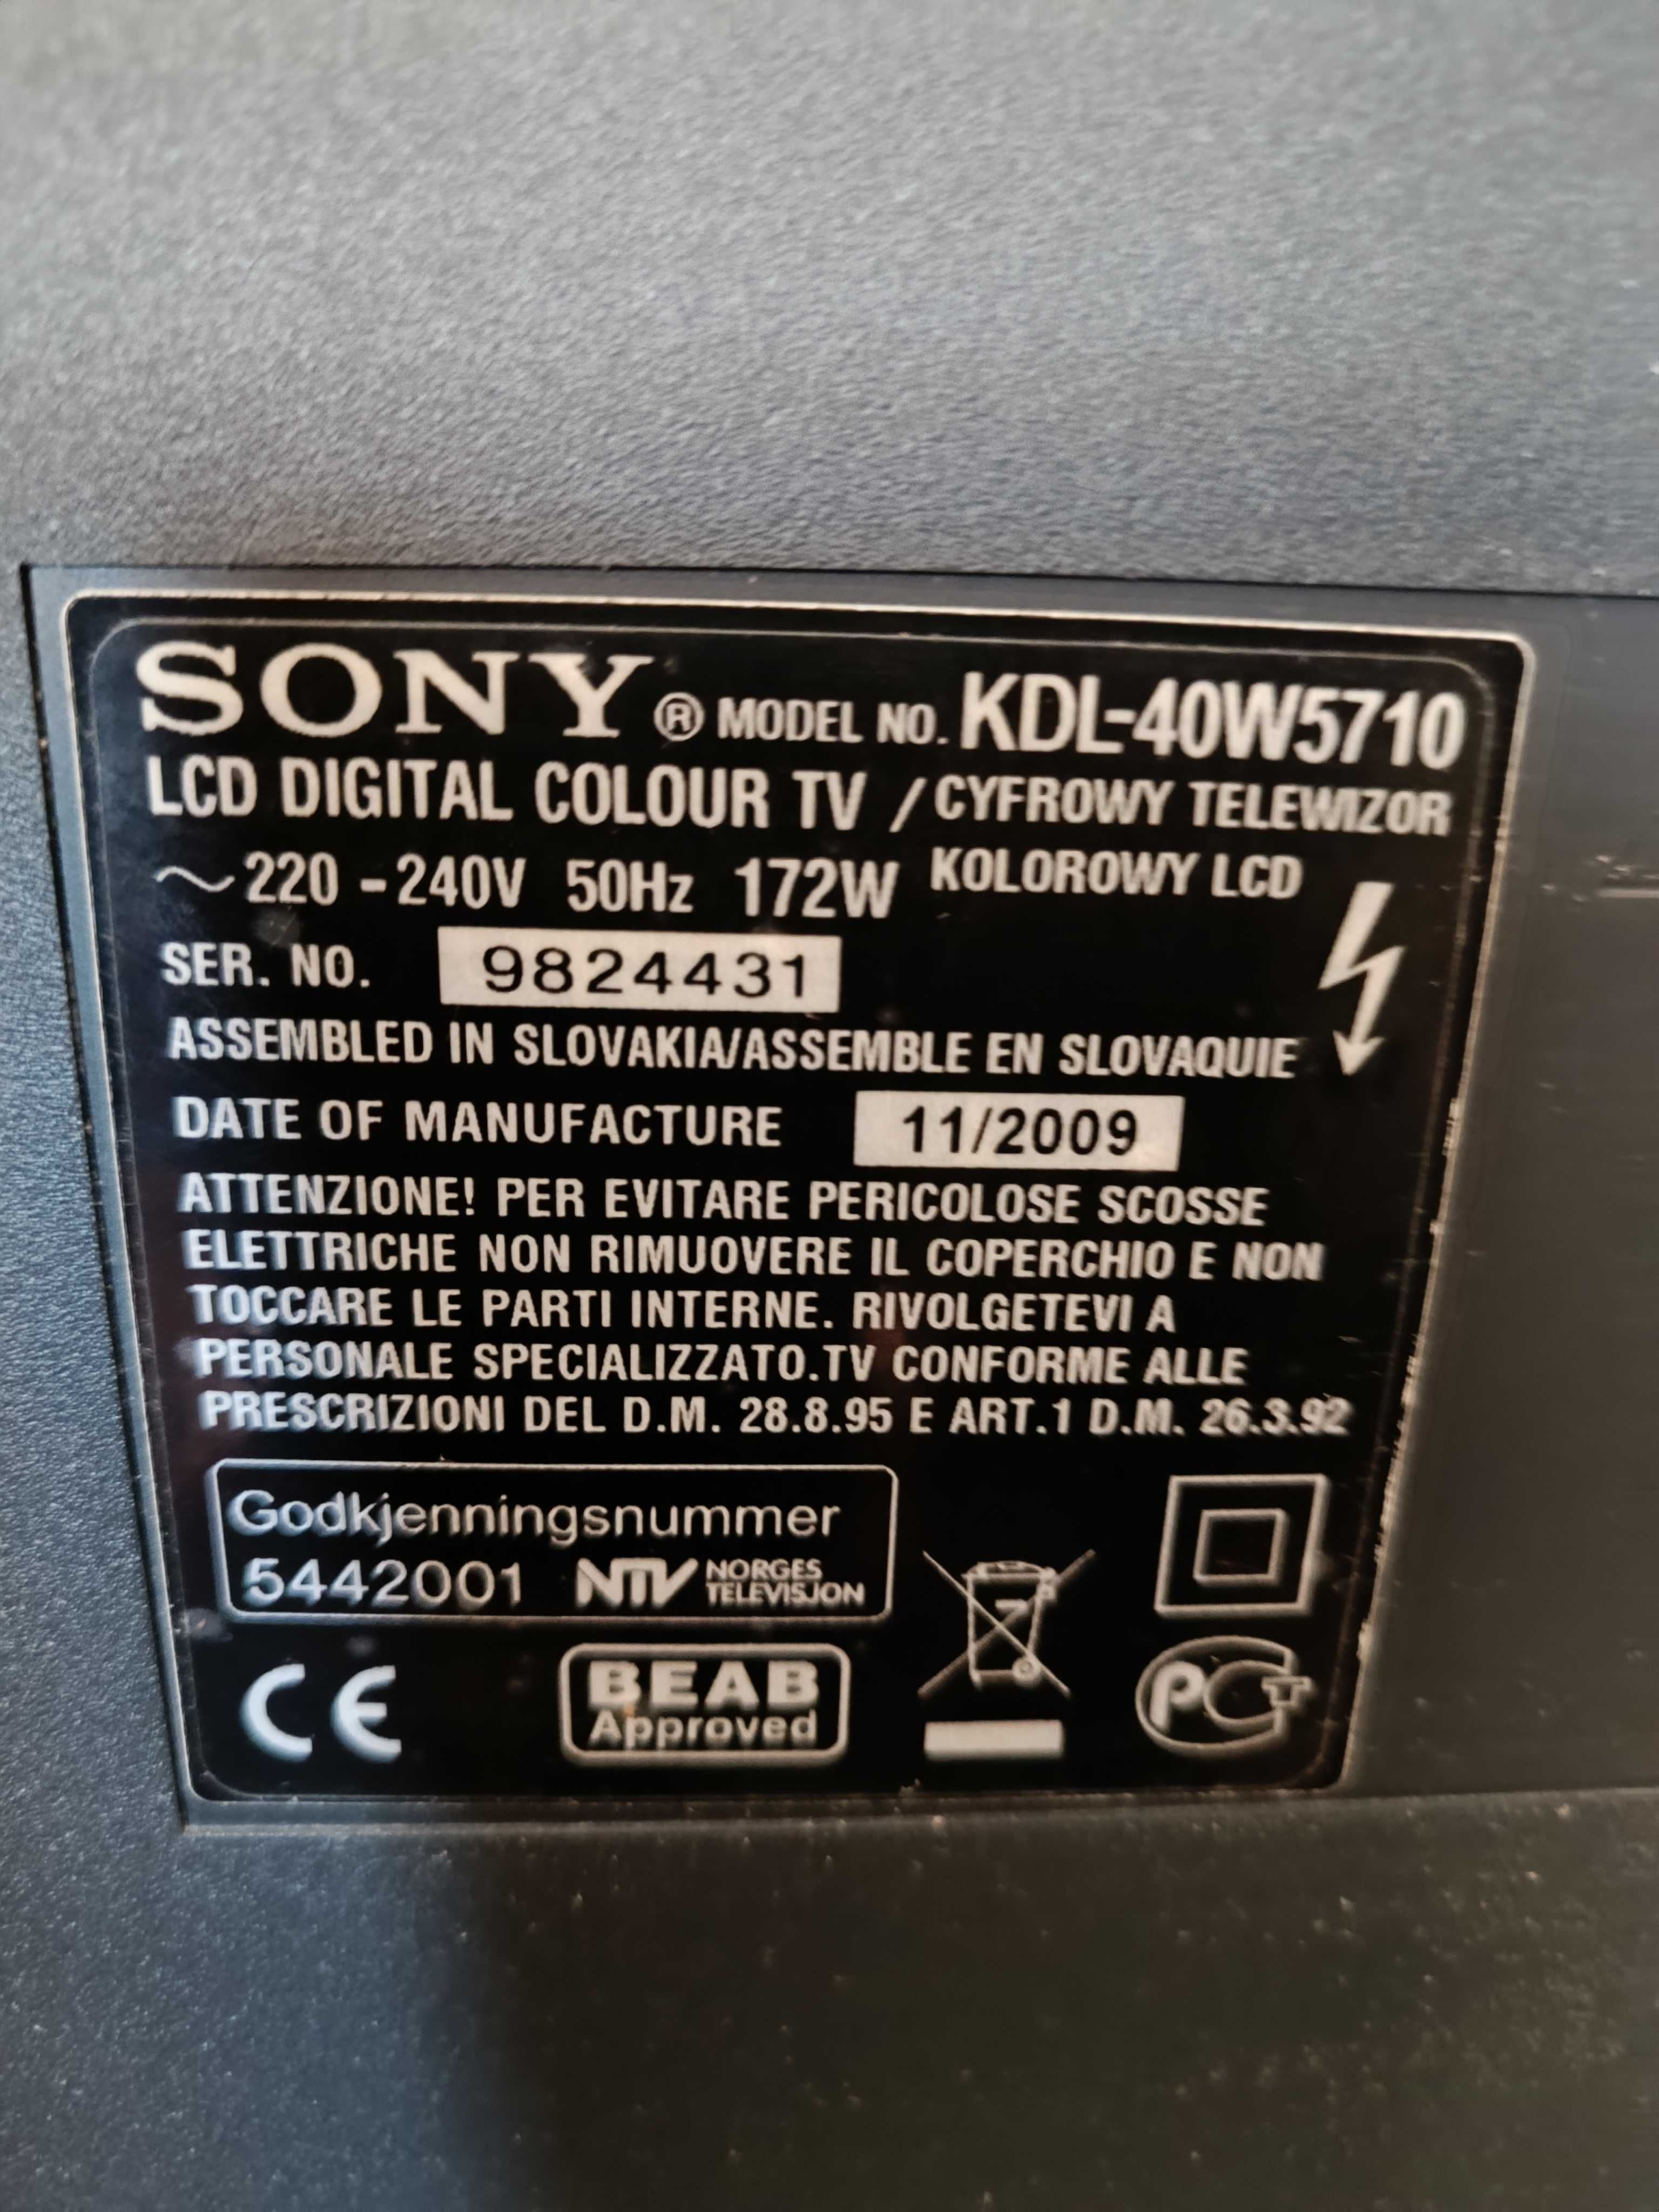 SONY ® MODEL NO. KDL-40W5710
LCD DIGITAL COLOUR TV / CYFROWY TELEWIZOR
~ 220 - 240V 50Hz 172W KOLOROWY LCD
SER. NO. 9824431
ASSEMBLED IN SLOVAKIA/ASSEMBLE EN SLOVAQUIE
DATE OF MANUFACTURE 11/2009
ATTENZIONE! PER EVITARE PERICOLOSE SCOSSE
ELETTRICHE NON RIMUOVERE IL COPERCHIO E NON
TOCCARE LE PARTI INTERNE. RIVOLGETEVI A
PERSONALE SPECIALIZZATO.TV CONFORME ALLE
PRESCRIZIONI DEL D.M. 28.8.95 E ART.1 D.M. 26.3.92
Godkjenningsnummer
5442001 NTV NORGES
TELEVISJON
CE
BEAB
Approved
PCT